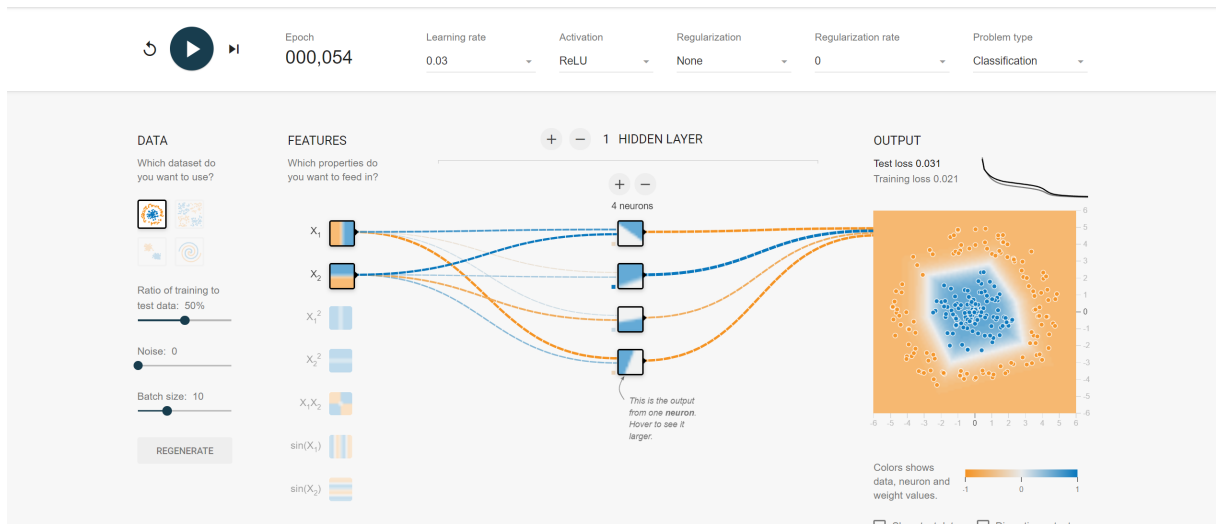 Epoch
000,054
Learning rate
0.03
Activation
ReLU
Regularization
None
Regularization rate
0
Problem type
Classification
DATA
Which dataset do
you want to use?
Ratio of training to
test data: 50%
Noise: 0
Batch size: 10
REGENERATE
FEATURES
Which properties do
you want to feed in?
X1
X2
X1²
X2²
X1X2
sin(X1)
sin(X2)
+ − 1 HIDDEN LAYER
+ −
4 neurons
This is the output
from one neuron.
Hover to see it
larger.
OUTPUT
Test loss 0.031
Training loss 0.021
6
5
4
3
2
1
0
-1
-2
-3
-4
-5
-6
-6 -5 -4 -3 -2 -1 0 1 2 3 4 5 6
Colors shows
data, neuron and
weight values.
-1 0 1